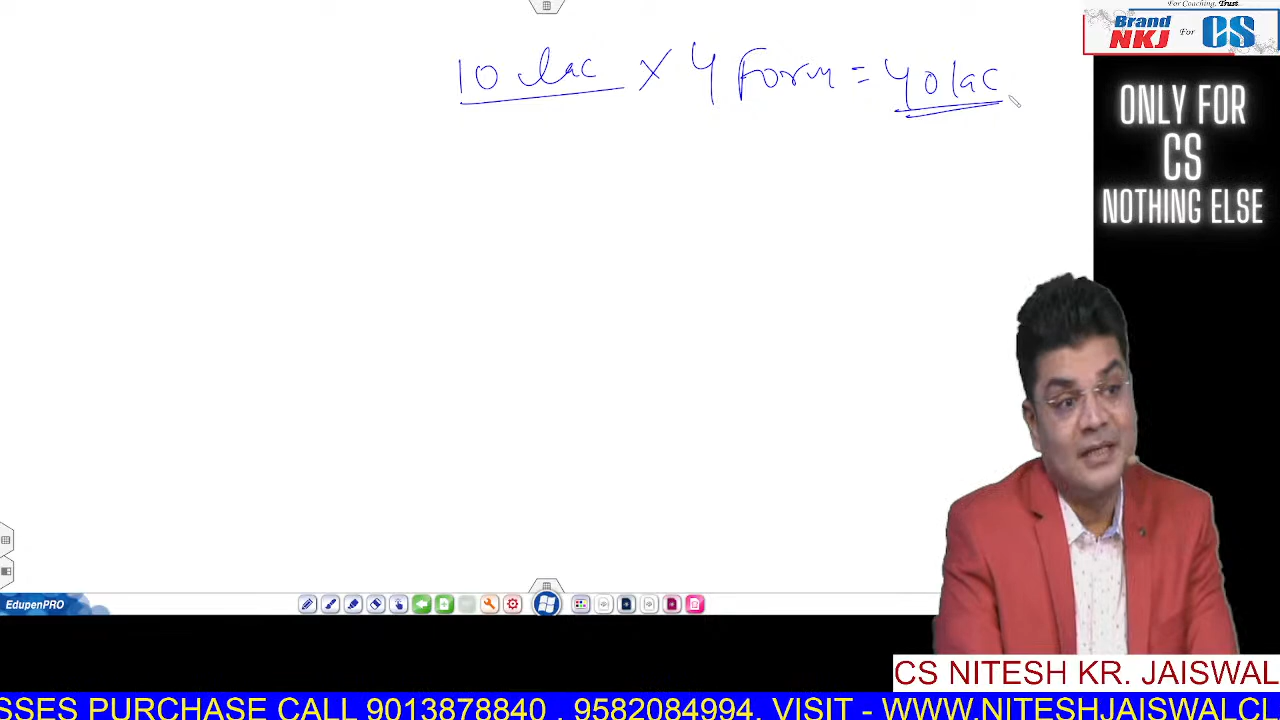 For Coaching, Trust
Brand
NKJ
For
CS
10 lac X 4 Form = 40 lac
ONLY FOR
CS
NOTHING ELSE
EdupenPRO
CS NITESH KR. JAISWAL
SSES PURCHASE CALL 9013878840 , 9582084994, VISIT - WWW.NITESHJAISWALCL